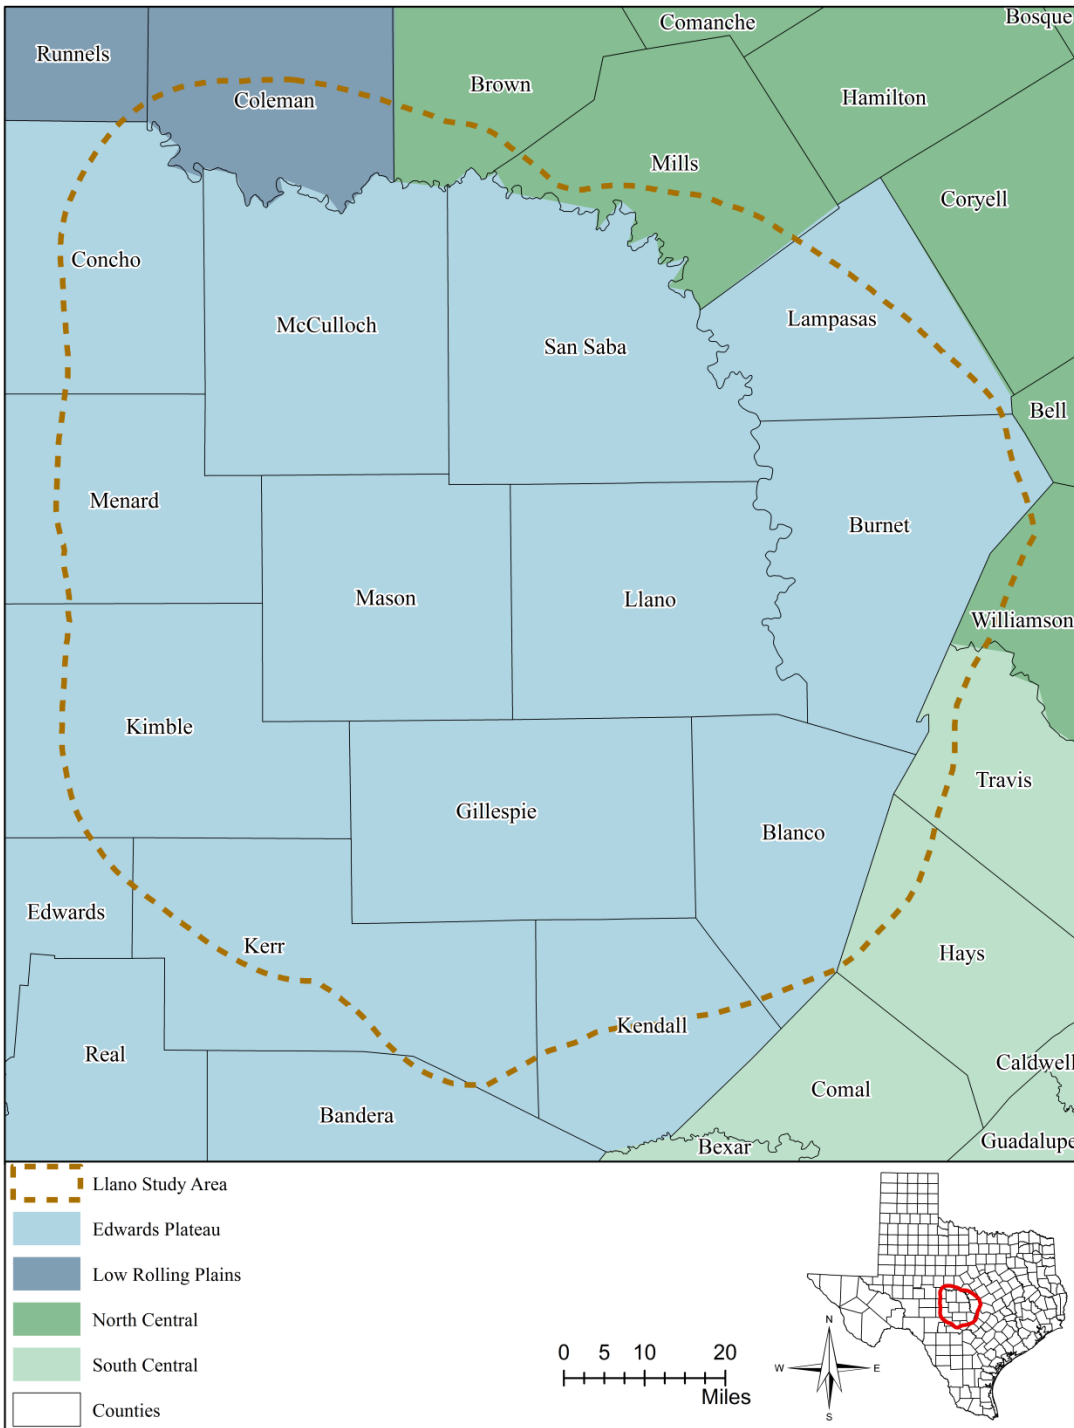 Bosque
Comanche
Runnels
Brown
Coleman
Hamilton
Mills
Coryell
Concho
McCulloch
San Saba
Lampasas
Bell
Menard
Burnet
Mason
Llano
Williamson
Kimble
Travis
Gillespie
Blanco
Edwards
Kerr
Hays
Kendall
Real
Caldwell
Comal
Bandera
Guadalupe
Bexar
Llano Study Area
Edwards Plateau
Low Rolling Plains
North Central
South Central
Counties
0 5 10 20
Miles
N
W E
S